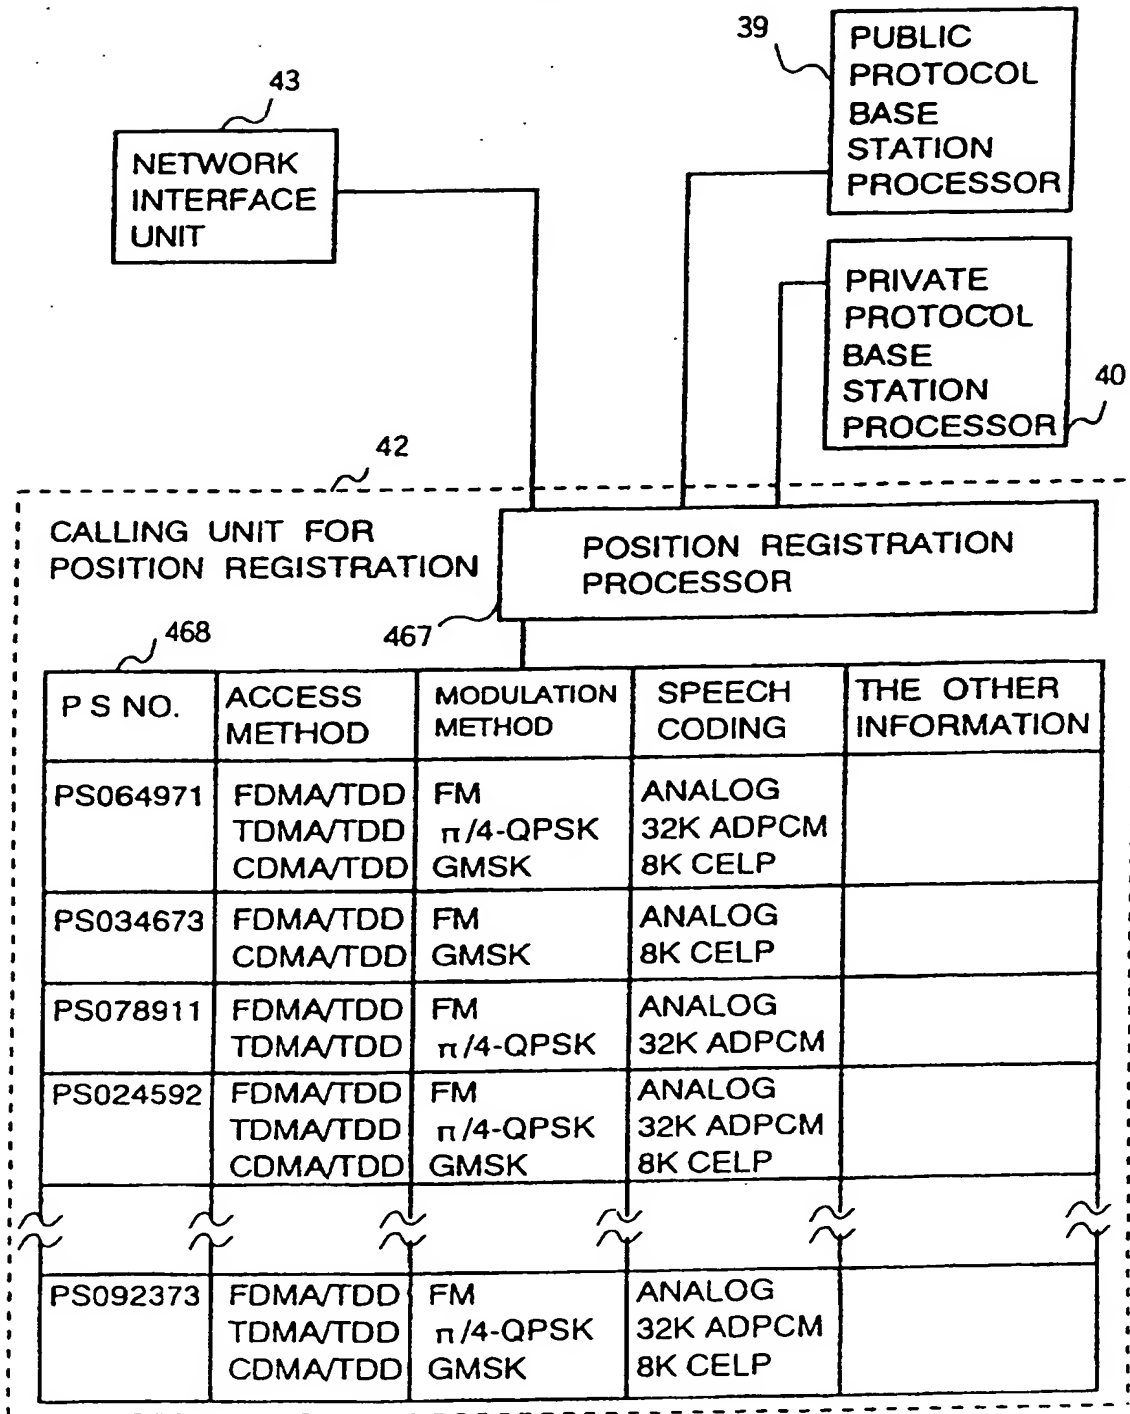 39
PUBLIC
PROTOCOL
BASE
STATION
PROCESSOR
43
NETWORK
INTERFACE
UNIT
PRIVATE
PROTOCOL
BASE
STATION
PROCESSOR
40
42
CALLING UNIT FOR
POSITION REGISTRATION
POSITION REGISTRATION
PROCESSOR
467
468
PS NO. ACCESS METHOD MODULATION METHOD SPEECH CODING THE OTHER INFORMATION
PS064971 FDMA/TDD FM ANALOG
TDMA/TDD π/4-QPSK 32K ADPCM
CDMA/TDD GMSK 8K CELP
PS034673 FDMA/TDD FM ANALOG
CDMA/TDD GMSK 8K CELP
PS078911 FDMA/TDD FM ANALOG
TDMA/TDD π/4-QPSK 32K ADPCM
PS024592 FDMA/TDD FM ANALOG
TDMA/TDD π/4-QPSK 32K ADPCM
CDMA/TDD GMSK 8K CELP
PS092373 FDMA/TDD FM ANALOG
TDMA/TDD π/4-QPSK 32K ADPCM
CDMA/TDD GMSK 8K CELP